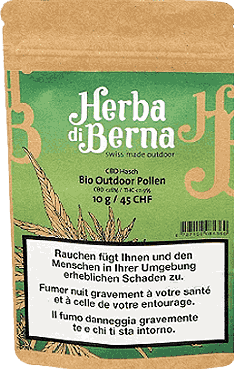 Herba
di Berna
swiss made outdoor
CBD Hasch
Bio Outdoor Pollen
10 g / 45 CHF
Rauchen fügt Ihnen und den
Menschen in Ihrer Umgebung
erheblichen Schaden zu.
Fumer nuit gravement à votre santé
et à celle de votre entourage.
Il fumo danneggia gravemente
te e chi ti sta intorno.